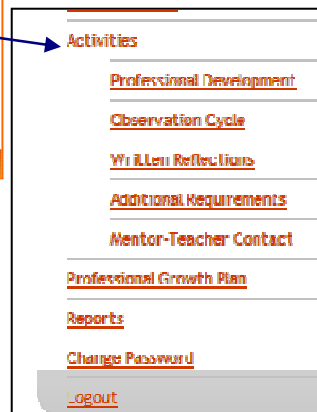 Activities
Professional Development
Observation Cycle
Written Reflections
Additional Requirements
Mentor-Teacher Contact
Professional Growth Plan
Reports
Change Password
Logout